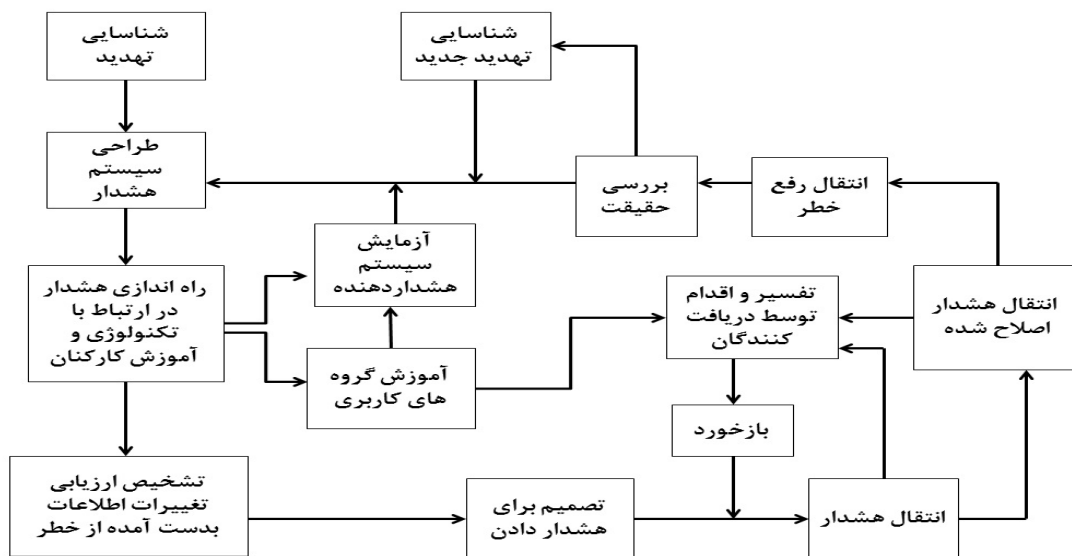 شناسایی
تهدید
شناسایی
تهدید جدید
طراحی
سیستم
هشدار
بررسی
حقیقت
انتقال رفع
خطر
آزمایش
سیستم
هشداردهنده
راه اندازی هشدار
در ارتباط با
تکنولوژی و
آموزش کارکنان
تفسیر و اقدام
توسط دریافت
کنندگان
انتقال هشدار
اصلاح شده
آموزش گروه
های کاربری
بازخورد
تشخیص ارزیابی
تغییرات اطلاعات
بدست آمده از خطر
تصمیم برای
هشدار دادن
انتقال هشدار